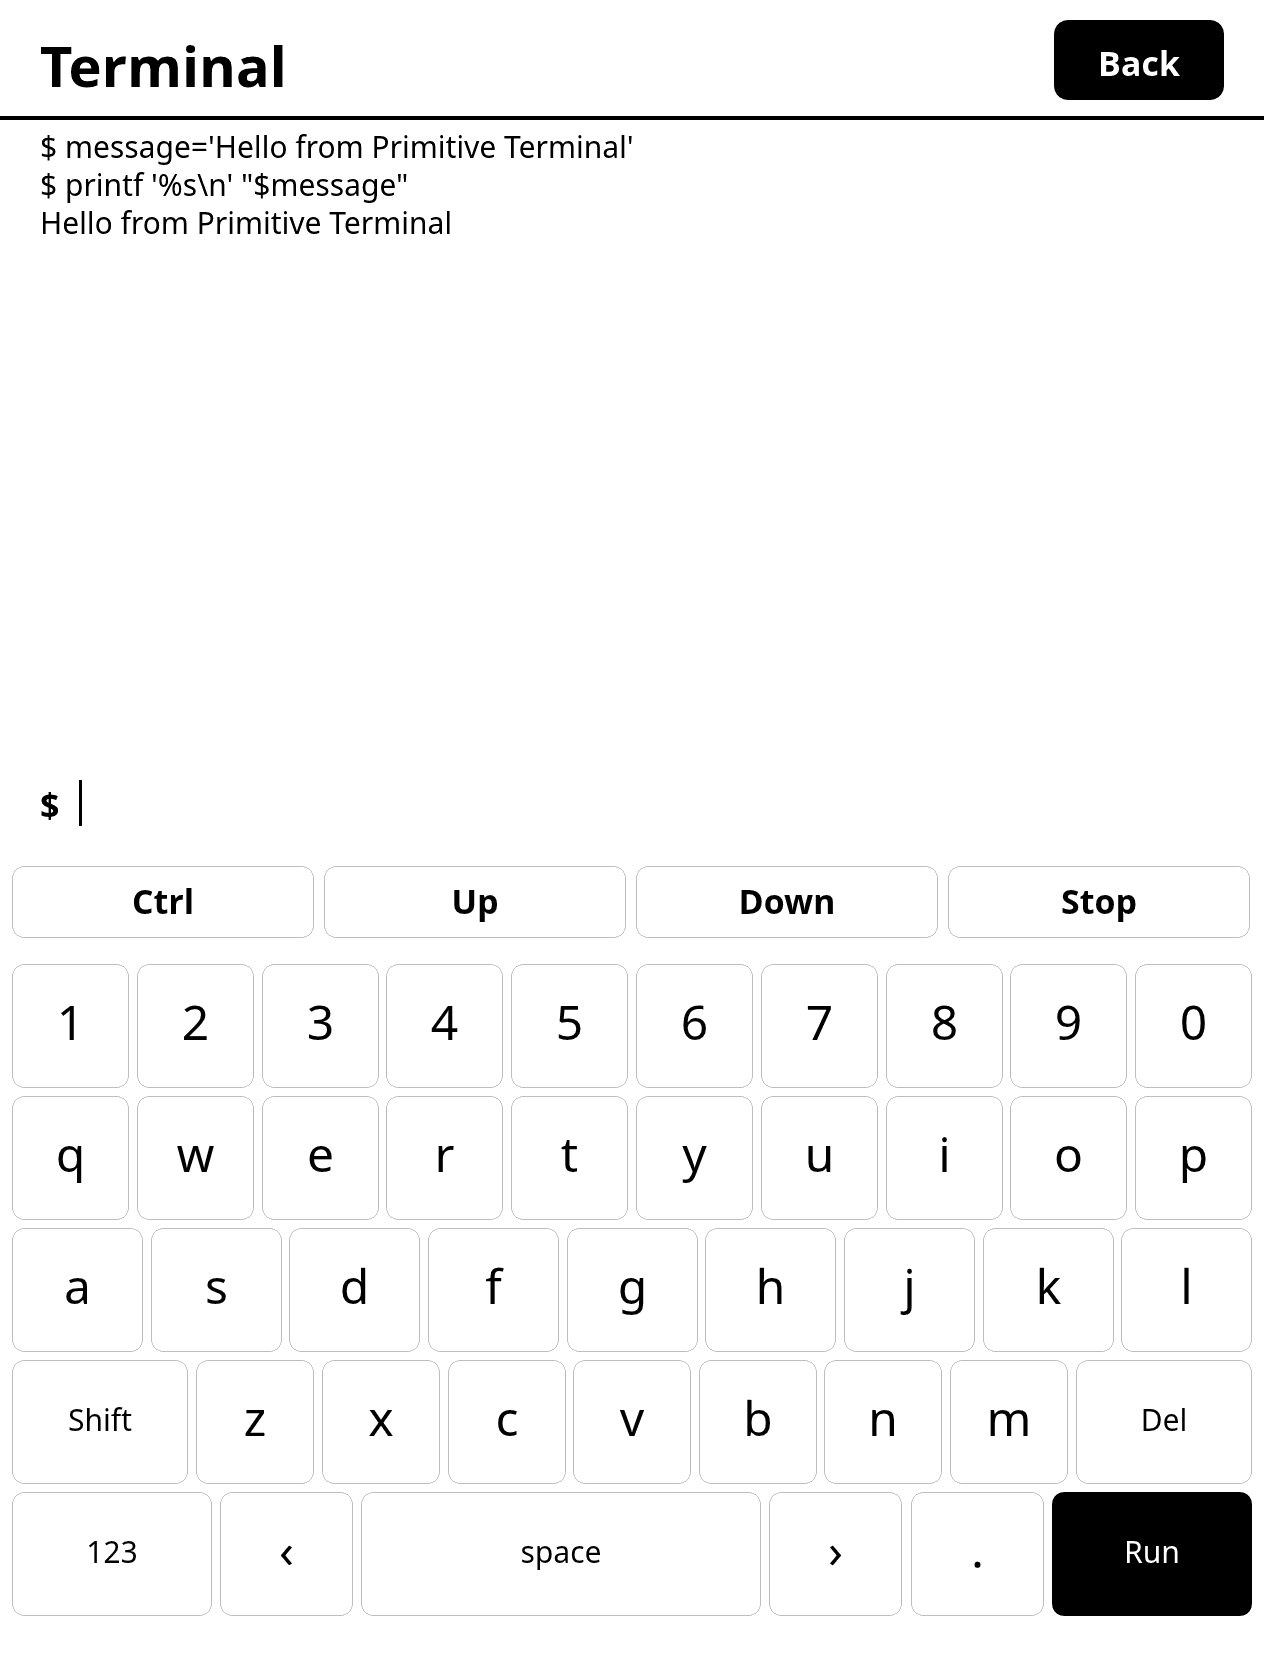 Terminal
Back
$ message='Hello from Primitive Terminal'
$ printf '%s\n' "$message"
Hello from Primitive Terminal
$
Ctrl Up Down Stop
1 2 3 4 5 6 7 8 9 0
q w e r t y u i o p
a s d f g h j k l
Shift z x c v b n m Del
123 ‹ space › . Run